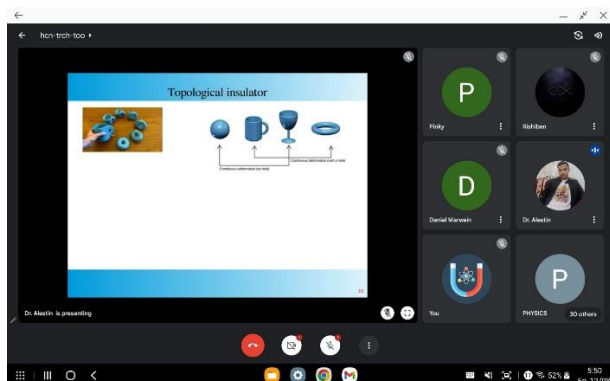 hcn-trch-too
Topological insulator
Continuous deformation (with a hole)
Continuous deformation (no hole)
10
Dr. Alestin is presenting
P
Pinky
Rishiben
D
Daniel Marwein
Dr. Alestin
You
P
PHYSICS
30 others
52%
5:50